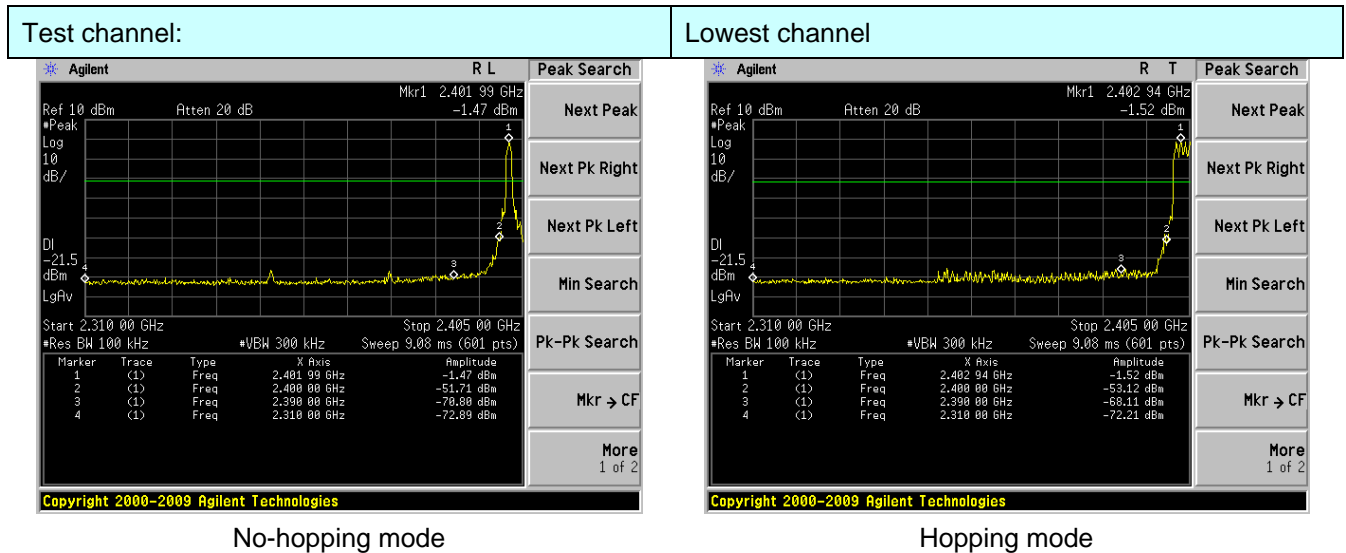 Test channel: Lowest channel
Agilent R L Peak Search
Mkr1 2.401 99 GHz
Ref 10 dBm Atten 20 dB -1.47 dBm
#Peak
Log
10
dB/
DI
-21.5
dBm
LgAv
1
2
3
4
Start 2.310 00 GHz Stop 2.405 00 GHz
#Res BW 100 kHz #VBW 300 kHz Sweep 9.08 ms (601 pts)
Marker Trace Type X Axis Amplitude
1 (1) Freq 2.401 99 GHz -1.47 dBm
2 (1) Freq 2.400 00 GHz -51.71 dBm
3 (1) Freq 2.390 00 GHz -70.80 dBm
4 (1) Freq 2.310 00 GHz -72.89 dBm
Next Peak
Next Pk Right
Next Pk Left
Min Search
Pk-Pk Search
Mkr → CF
More
1 of 2
Copyright 2000-2009 Agilent Technologies
No-hopping mode
Agilent R T Peak Search
Mkr1 2.402 94 GHz
Ref 10 dBm Atten 20 dB -1.52 dBm
#Peak
Log
10
dB/
DI
-21.5
dBm
LgAv
1
2
3
4
Start 2.310 00 GHz Stop 2.405 00 GHz
#Res BW 100 kHz #VBW 300 kHz Sweep 9.08 ms (601 pts)
Marker Trace Type X Axis Amplitude
1 (1) Freq 2.402 94 GHz -1.52 dBm
2 (1) Freq 2.400 00 GHz -53.12 dBm
3 (1) Freq 2.390 00 GHz -68.11 dBm
4 (1) Freq 2.310 00 GHz -72.21 dBm
Next Peak
Next Pk Right
Next Pk Left
Min Search
Pk-Pk Search
Mkr → CF
More
1 of 2
Copyright 2000-2009 Agilent Technologies
Hopping mode